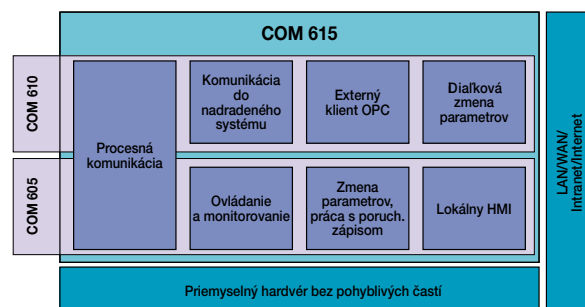 COM 615
COM 610
Procesná
komunikácia
Komunikácia
do
nadradeného
systému
Externý
klient OPC
Diaľková
zmena
parametrov
COM 605
Ovládanie
a monitorovanie
Zmena
parametrov,
práca s poruch.
zápisom
Lokálny HMI
LAN/WAN/
Intranet/Internet
Priemyselný hardvér bez pohyblivých častí